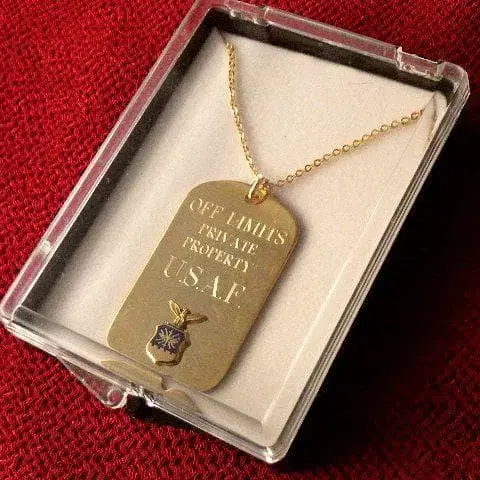 OFF LIMITS
PRIVATE
PROPERTY
U.S.A.F.